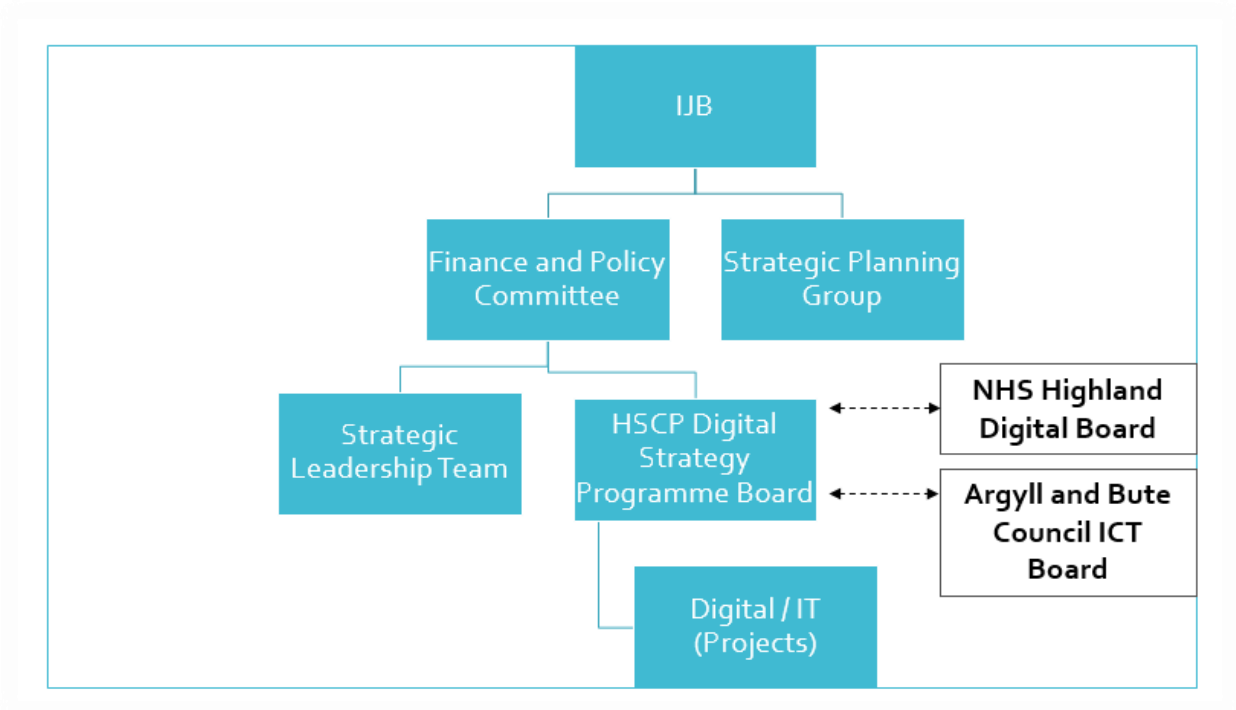 IJB
Finance and Policy
Committee
Strategic Planning
Group
Strategic
Leadership Team
HSCP Digital
Strategy
Programme Board
NHS Highland
Digital Board
Argyll and Bute
Council ICT
Board
Digital / IT
(Projects)